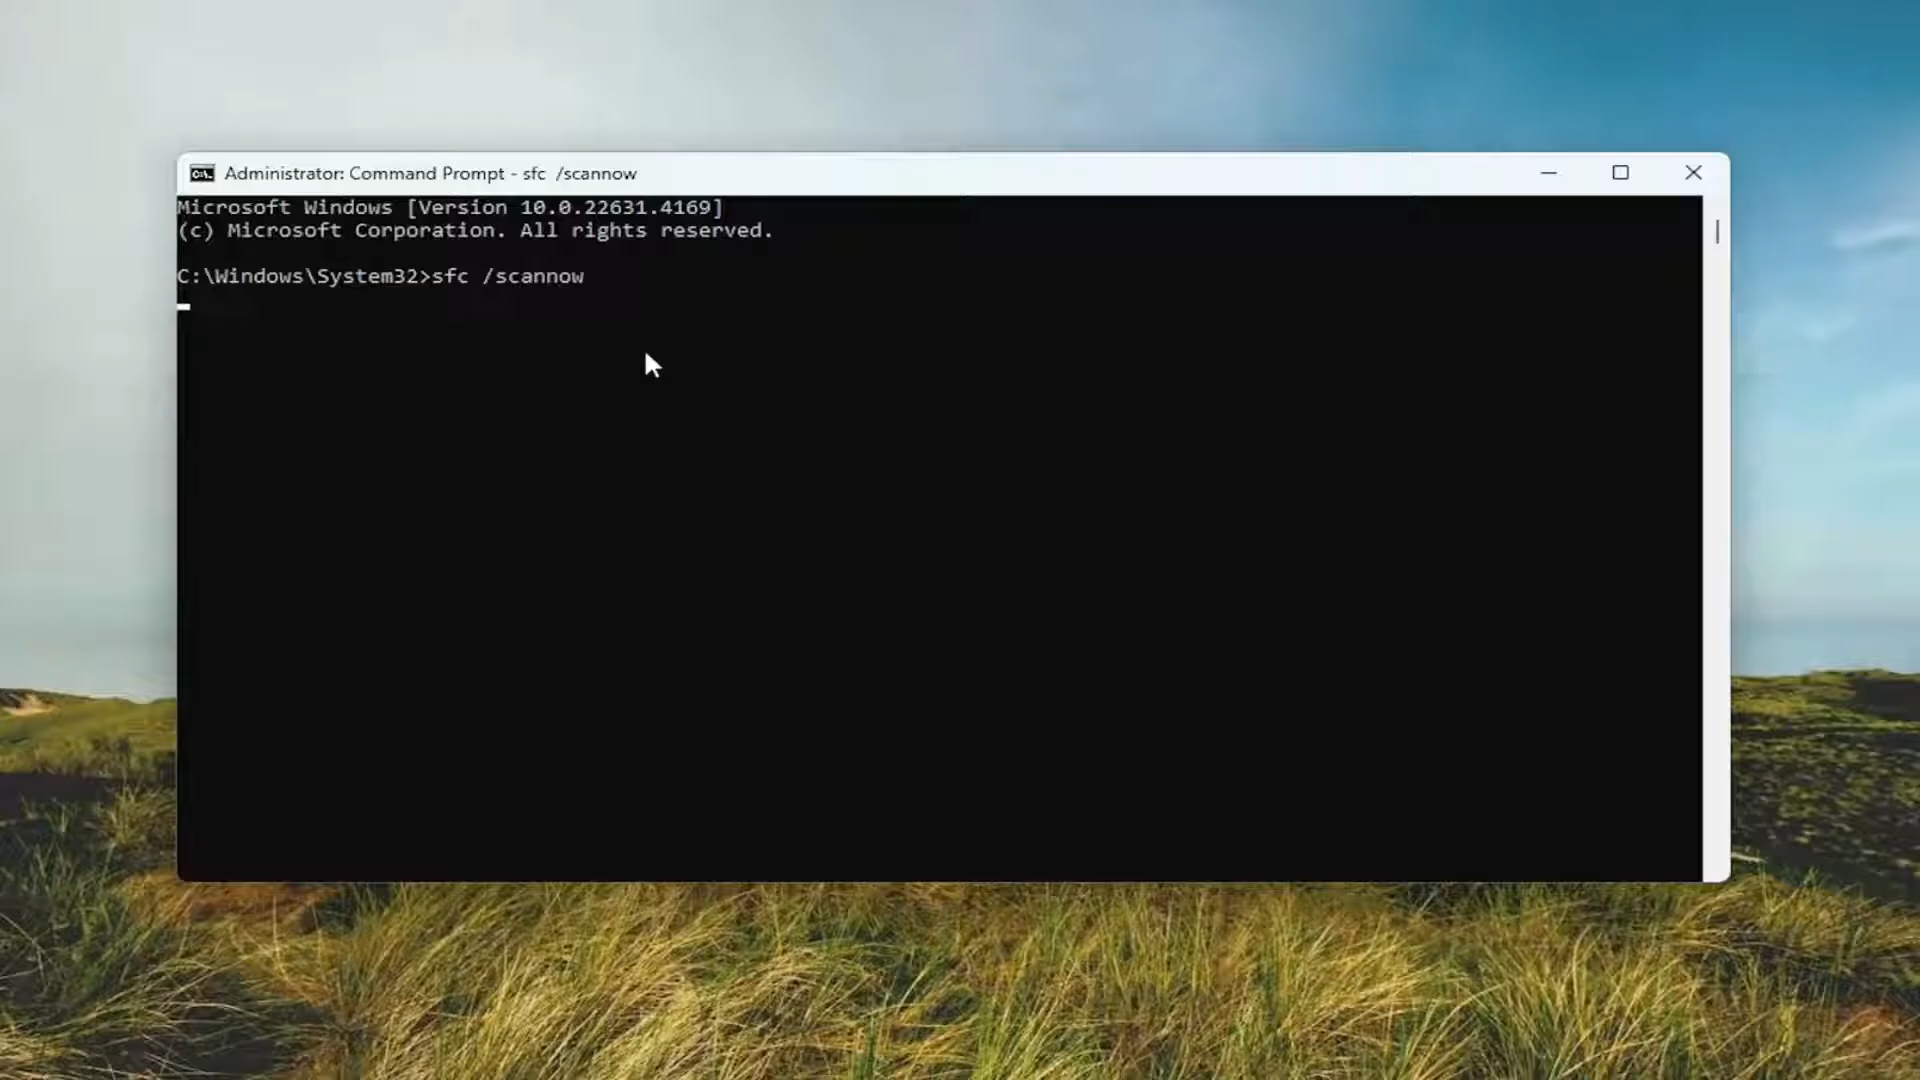 Administrator: Command Prompt - sfc  /scannow
Microsoft Windows [Version 10.0.22631.4169]
(c) Microsoft Corporation. All rights reserved.
C:\Windows\System32>sfc /scannow